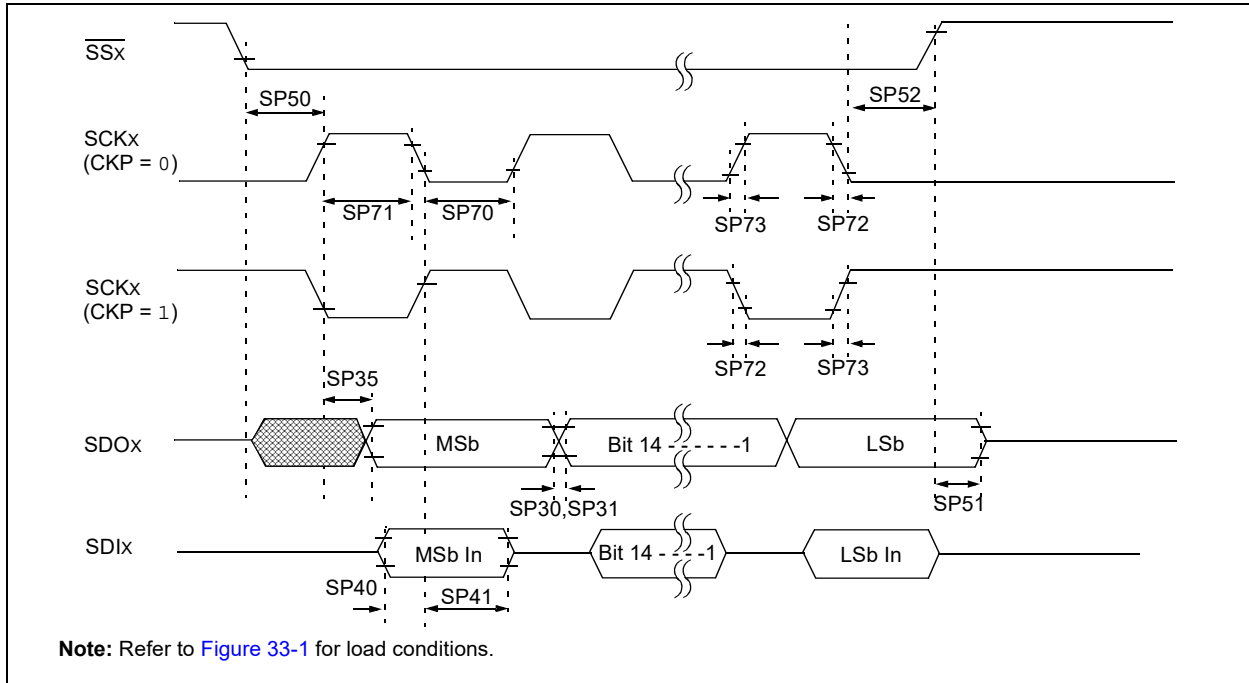 SSx
SP50
SP52
SCKx
(CKP = 0)
SP71
SP70
SP73
SP72
SCKx
(CKP = 1)
SP72
SP73
SP35
SDOx
MSb
Bit 14 - - - - - -1
LSb
SP30,SP31
SP51
SDIx
MSb In
Bit 14 - - - -1
LSb In
SP40
SP41
Note: Refer to Figure 33-1 for load conditions.